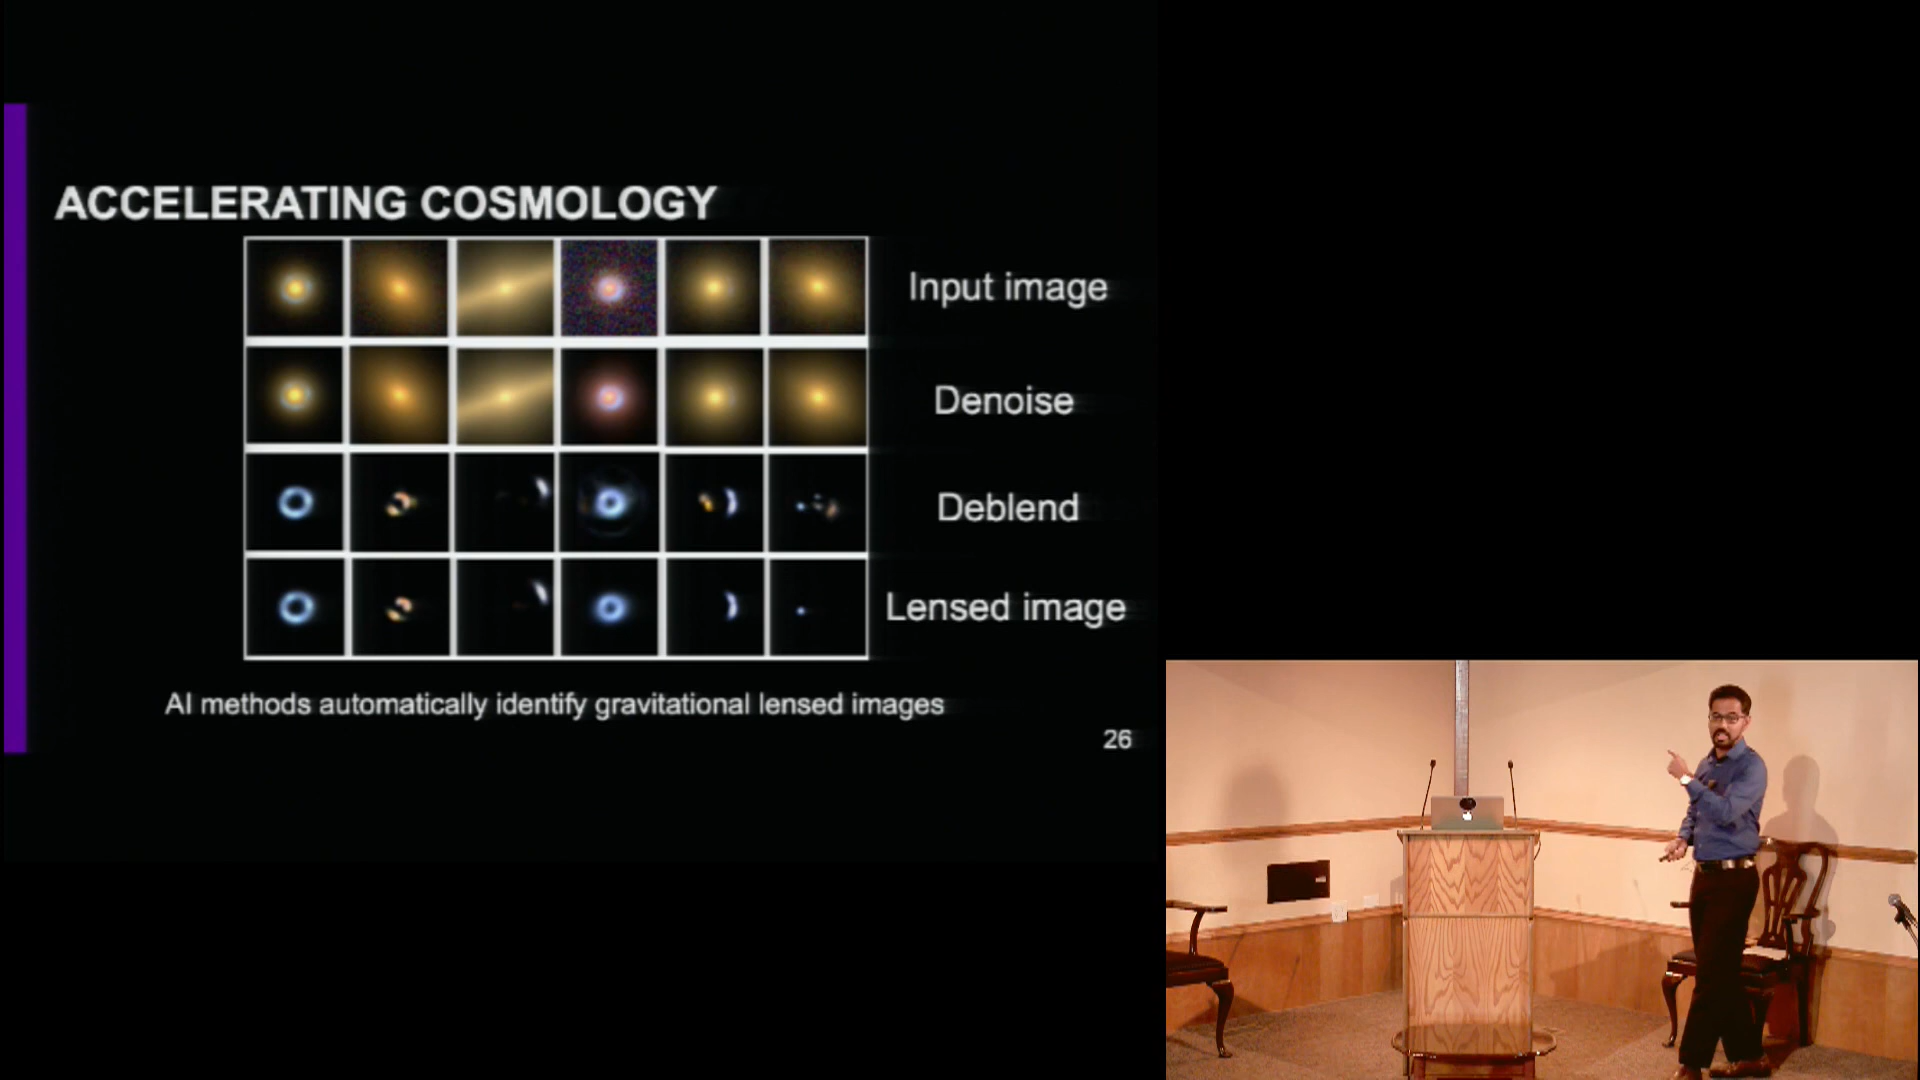 ACCELERATING COSMOLOGY
Input image
Denoise
Deblend
Lensed image
AI methods automatically identify gravitational lensed images
26